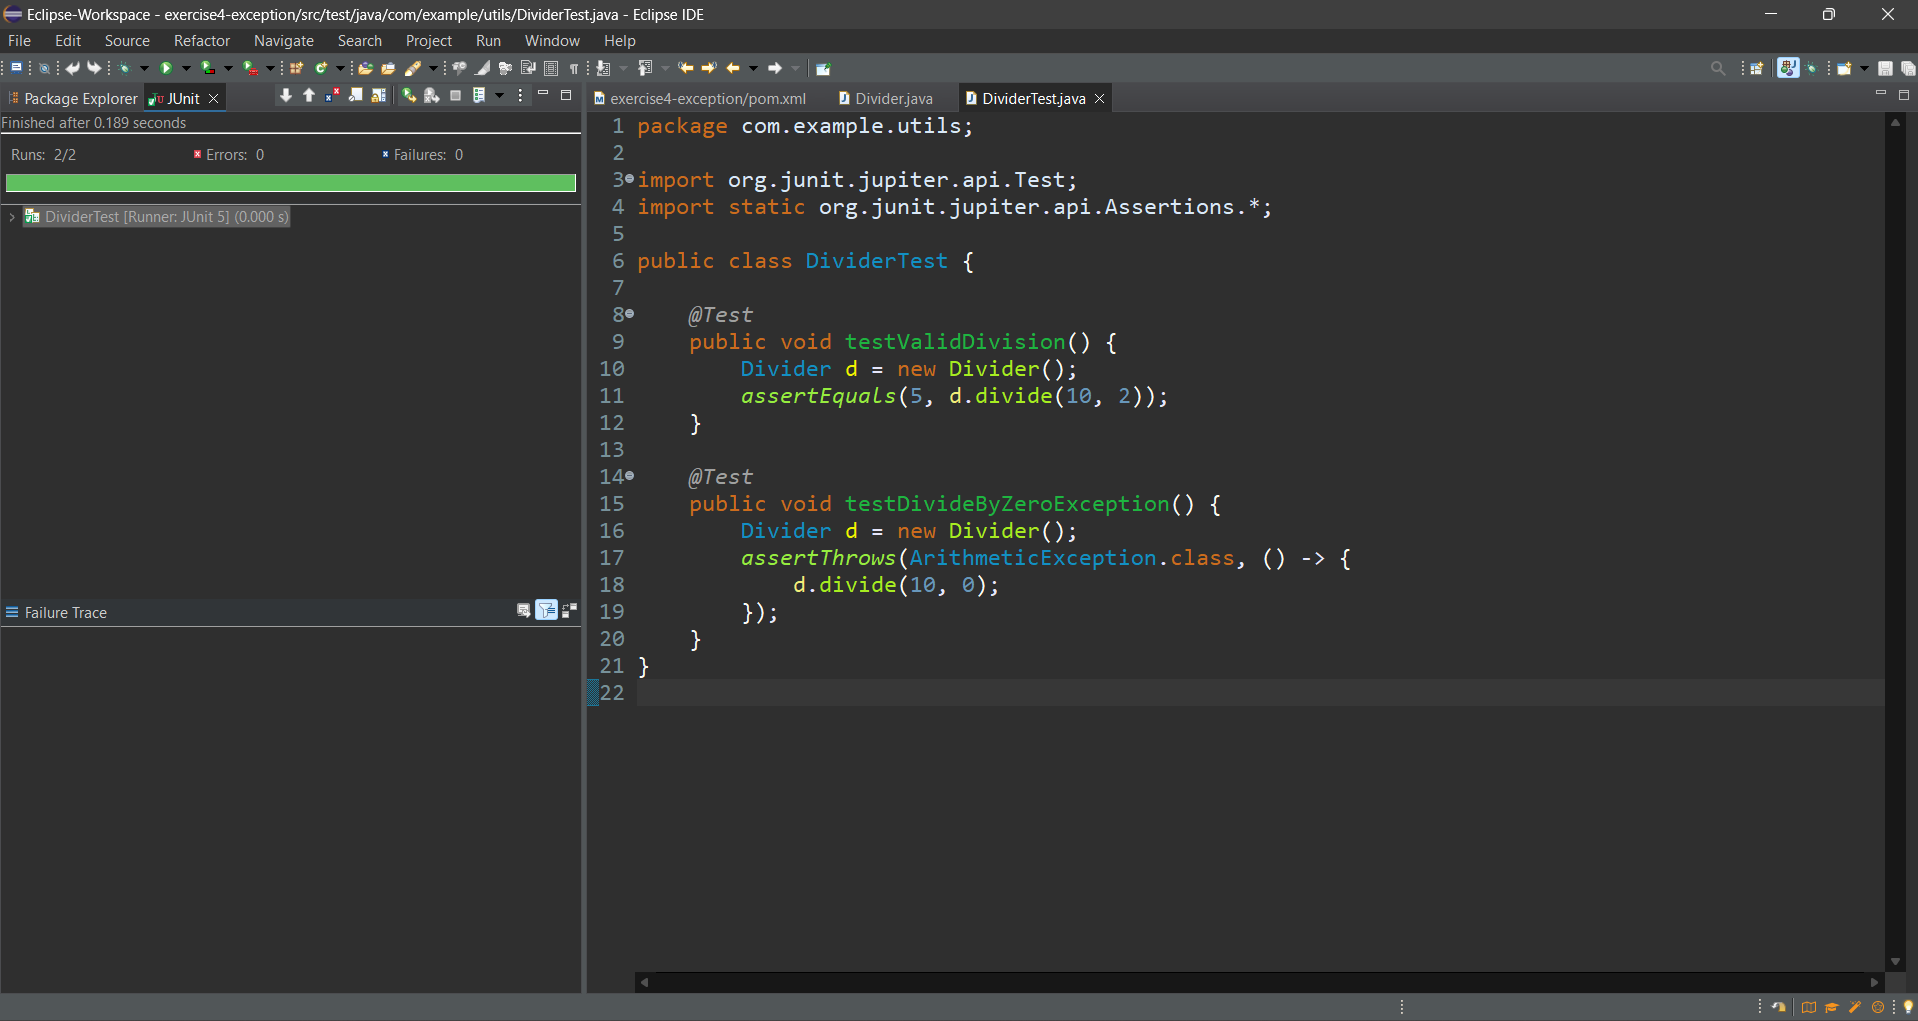 Eclipse-Workspace - exercise4-exception/src/test/java/com/example/utils/DividerTest.java - Eclipse IDE
File Edit Source Refactor Navigate Search Project Run Window Help
Package Explorer JUnit
Finished after 0.189 seconds
Runs: 2/2 Errors: 0 Failures: 0
DividerTest [Runner: JUnit 5] (0.000 s)
Failure Trace
exercise4-exception/pom.xml Divider.java DividerTest.java
1 package com.example.utils;
2
3 import org.junit.jupiter.api.Test;
4 import static org.junit.jupiter.api.Assertions.*;
5
6 public class DividerTest {
7
8     @Test
9     public void testValidDivision() {
10         Divider d = new Divider();
11         assertEquals(5, d.divide(10, 2));
12     }
13
14     @Test
15     public void testDivideByZeroException() {
16         Divider d = new Divider();
17         assertThrows(ArithmeticException.class, () -> {
18             d.divide(10, 0);
19         });
20     }
21 }
22